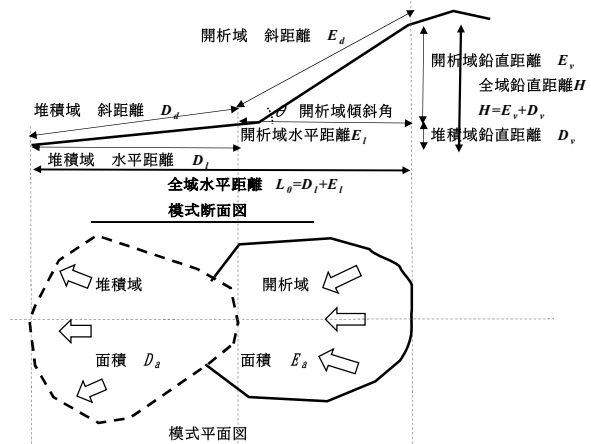 開析域　斜距離　Ed
開析域鉛直距離　Ev
全域鉛直距離H
H=Ev+Dv
堆積域　斜距離　Dd
θ　開析域傾斜角
開析域水平距離El
堆積域鉛直距離　Dv
堆積域　水平距離　Dl
全域水平距離　L0=Dl+El
模式断面図
堆積域
開析域
面積　Da
面積　Ea
模式平面図